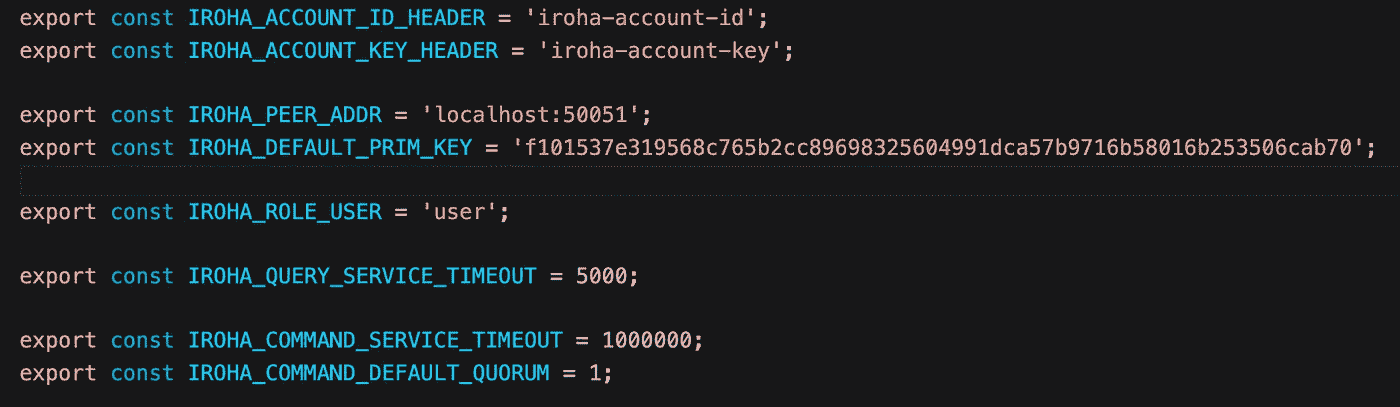 export const IROHA_ACCOUNT_ID_HEADER = 'iroha-account-id';
export const IROHA_ACCOUNT_KEY_HEADER = 'iroha-account-key';
export const IROHA_PEER_ADDR = 'localhost:50051';
export const IROHA_DEFAULT_PRIM_KEY = 'f101537e319568c765b2cc89698325604991dca57b9716b58016b253506cab70';
export const IROHA_ROLE_USER = 'user';
export const IROHA_QUERY_SERVICE_TIMEOUT = 5000;
export const IROHA_COMMAND_SERVICE_TIMEOUT = 1000000;
export const IROHA_COMMAND_DEFAULT_QUORUM = 1;